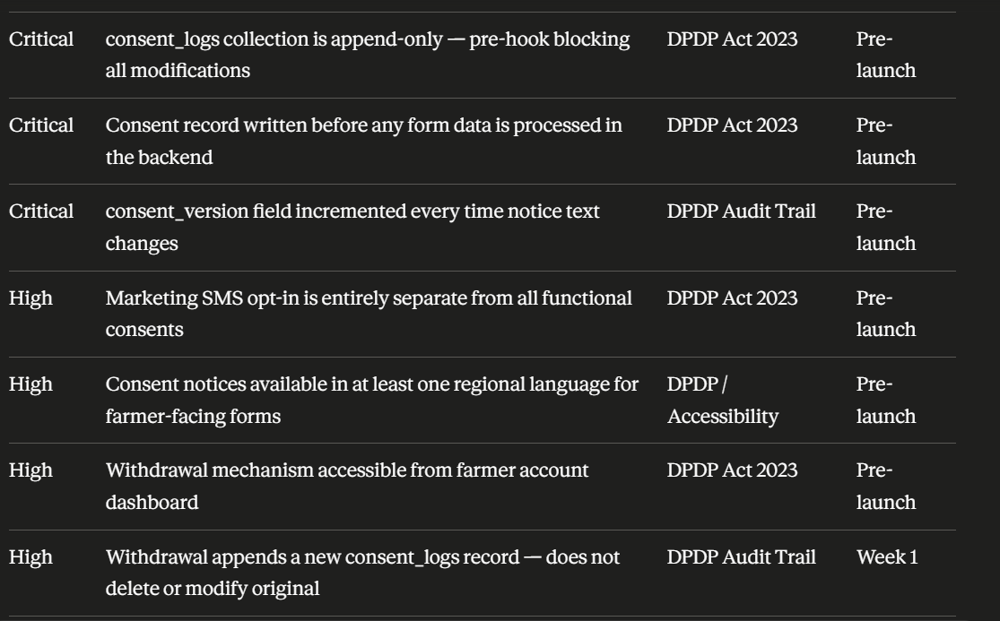 Critical consent_logs collection is append-only — pre-hook blocking DPDP Act 2023 Pre-
all modifications launch
Critical Consent record written before any form data is processed in DPDP Act 2023 Pre-
the backend launch
Critical consent_version field incremented every time notice text DPDP Audit Trail Pre-
changes launch
High Marketing SMS opt-in is entirely separate from all functional DPDP Act 2023 Pre-
consents launch
High Consent notices available in at least one regional language for DPDP / Pre-
farmer-facing forms Accessibility launch
High Withdrawal mechanism accessible from farmer account DPDP Act 2023 Pre-
dashboard launch
High Withdrawal appends a new consent_logs record — does not DPDP Audit Trail Week 1
delete or modify original